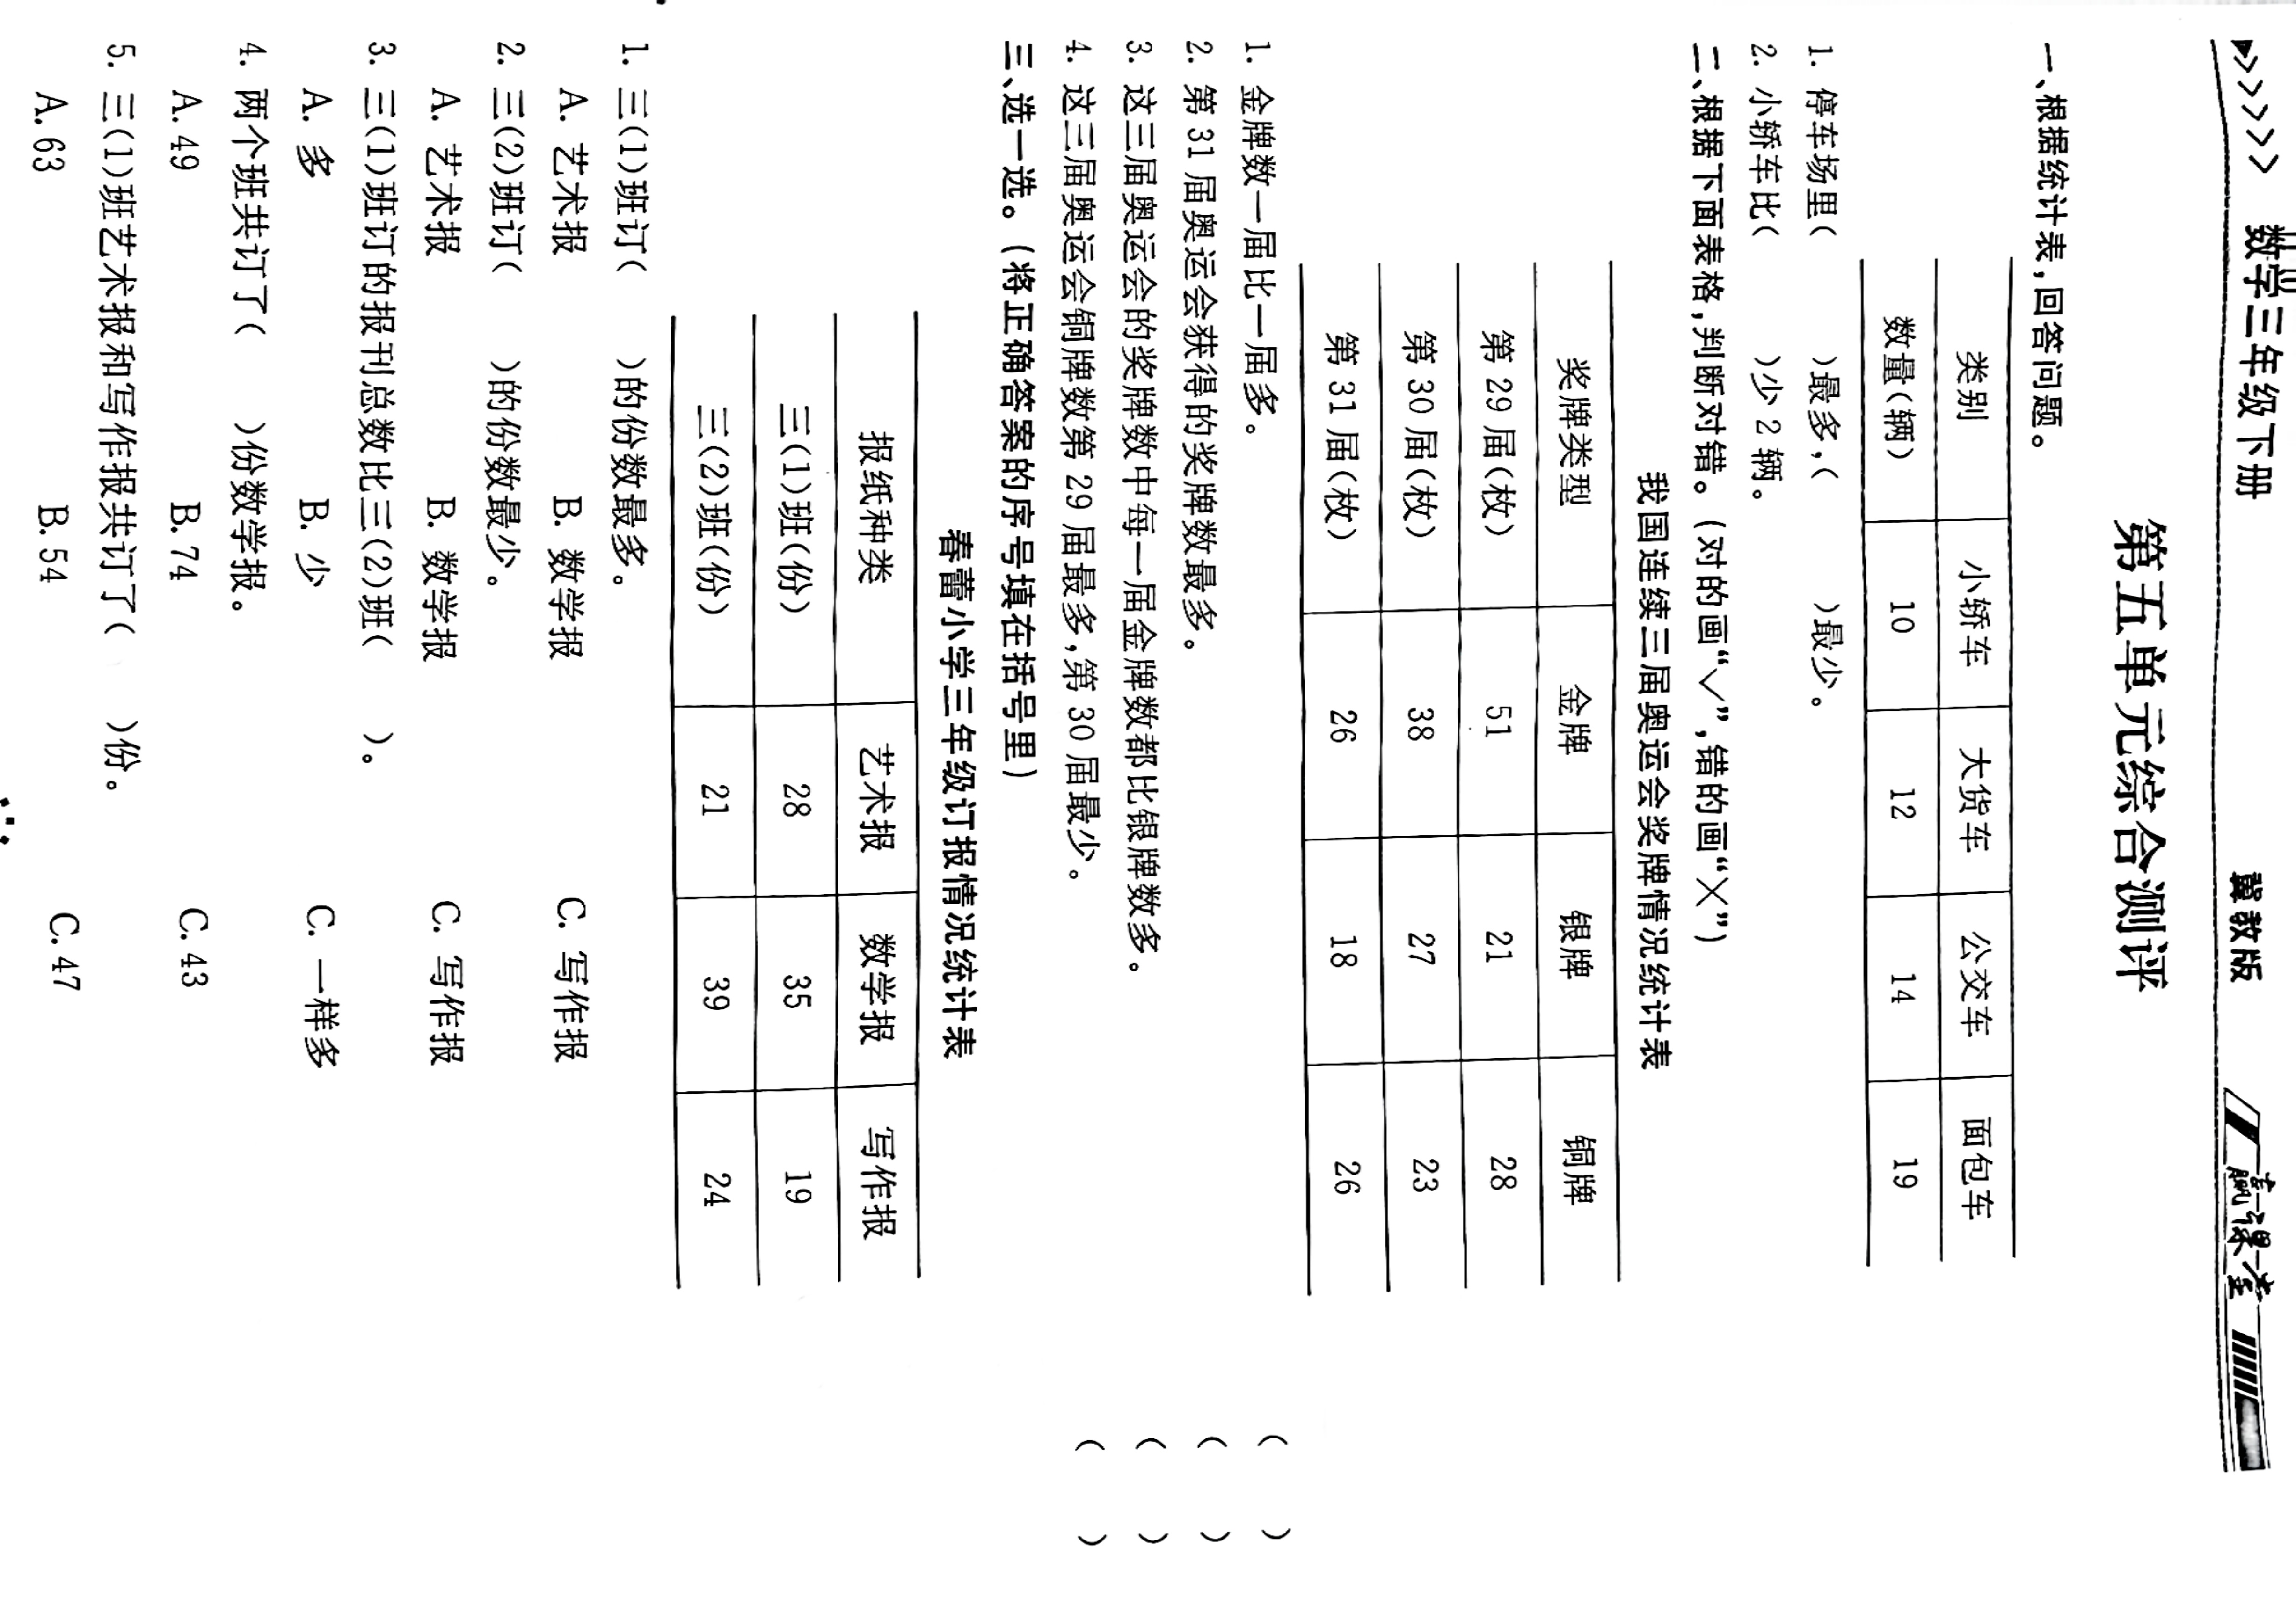 数学三年级下册 冀教版 赢课堂
第五单元综合测评
一、根据统计表,回答问题。
类别 小轿车 大货车 公交车 面包车
数量(辆) 10 12 14 19
1. 停车场里( )最多,( )最少。
2. 小轿车比( )少 2 辆。
二、根据下面表格,判断对错。(对的画“✓”,错的画“✕”)
我国连续三届奥运会奖牌情况统计表
奖牌类型 金牌 银牌 铜牌
第 29 届(枚) 51 21 28
第 30 届(枚) 38 27 23
第 31 届(枚) 26 18 26
1. 金牌数一届比一届多。 ( )
2. 第 31 届奥运会获得的奖牌数最多。 ( )
3. 这三届奥运会的奖牌数中每一届金牌数都比银牌数多。 ( )
4. 这三届奥运会铜牌数第 29 届最多,第 30 届最少。 ( )
三、选一选。(将正确答案的序号填在括号里)
春蕾小学三年级订报情况统计表
报纸种类 艺术报 数学报 写作报
三(1)班(份) 28 35 19
三(2)班(份) 21 39 24
1. 三(1)班订( )的份数最多。
A. 艺术报 B. 数学报 C. 写作报
2. 三(2)班订( )的份数最少。
A. 艺术报 B. 数学报 C. 写作报
3. 三(1)班订的报刊总数比三(2)班( )。
A. 多 B. 少 C. 一样多
4. 两个班共订了( )份数学报。
A. 49 B. 74 C. 43
5. 三(1)班艺术报和写作报共订了( )份。
A. 63 B. 54 C. 47